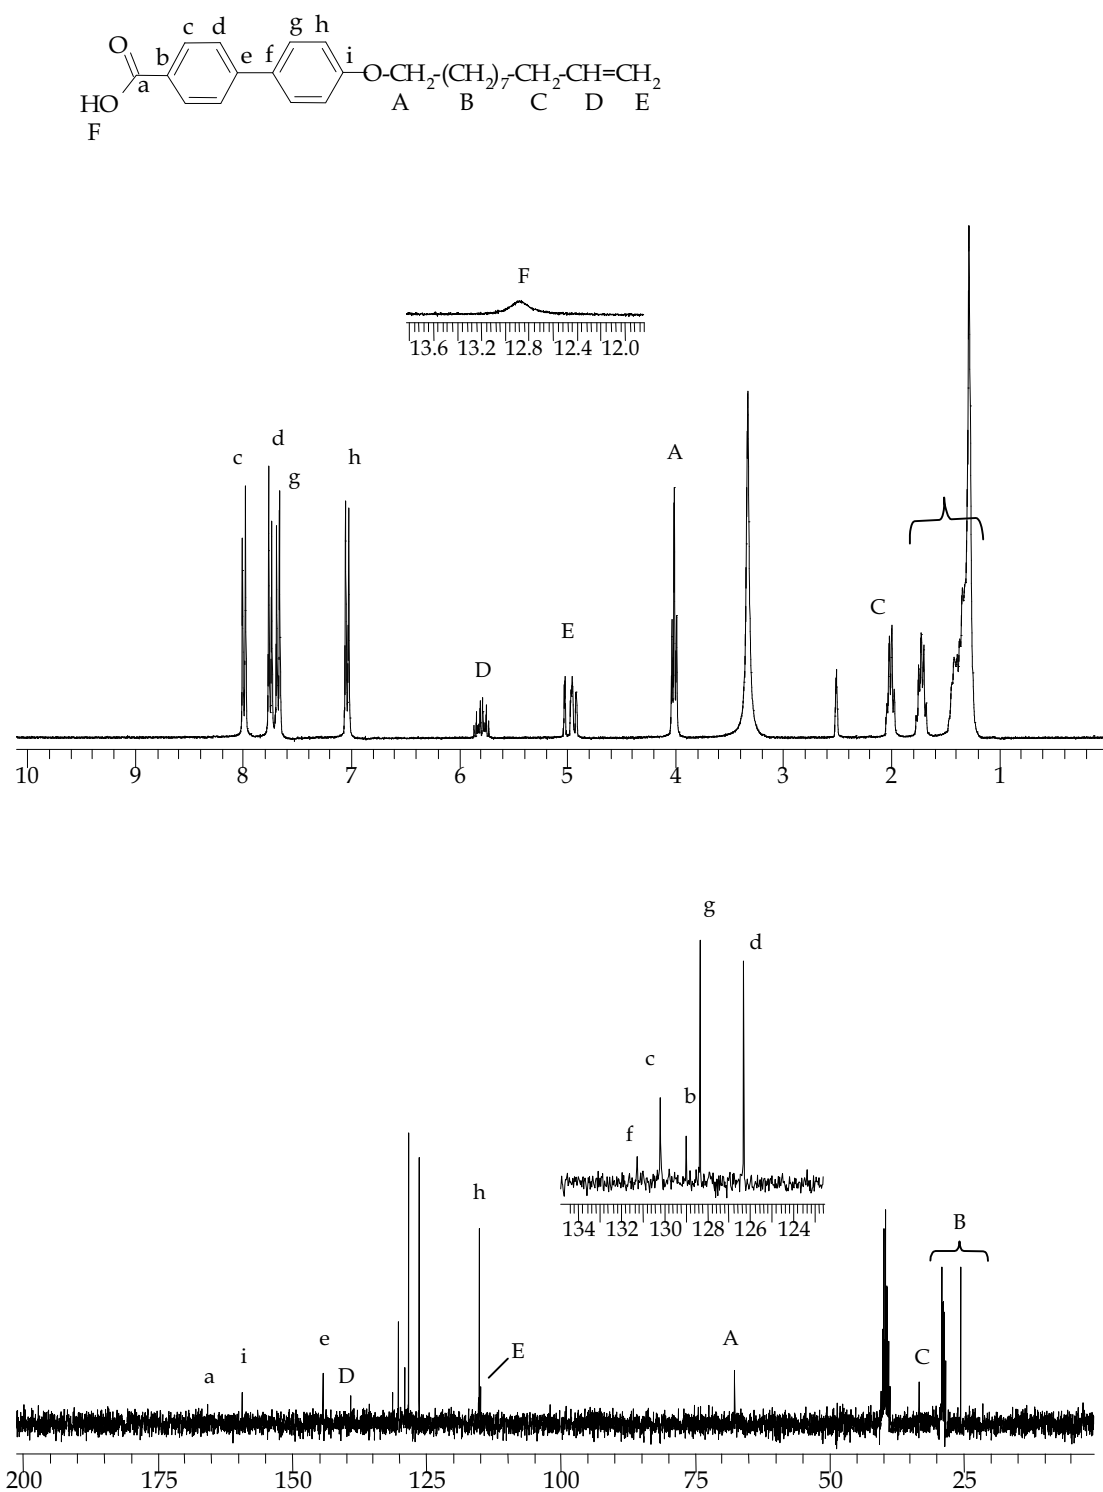 c d g h
O b e f i O-CH2-(CH2)7-CH2-CH=CH2
a
HO A B C D E
F
F
13.6 13.2 12.8 12.4 12.0
d
c g h A
C
E
D
10 9 8 7 6 5 4 3 2 1
g
d
c
b
f
h
134 132 130 128 126 124
B
e E A
i D C
a
200 175 150 125 100 75 50 25